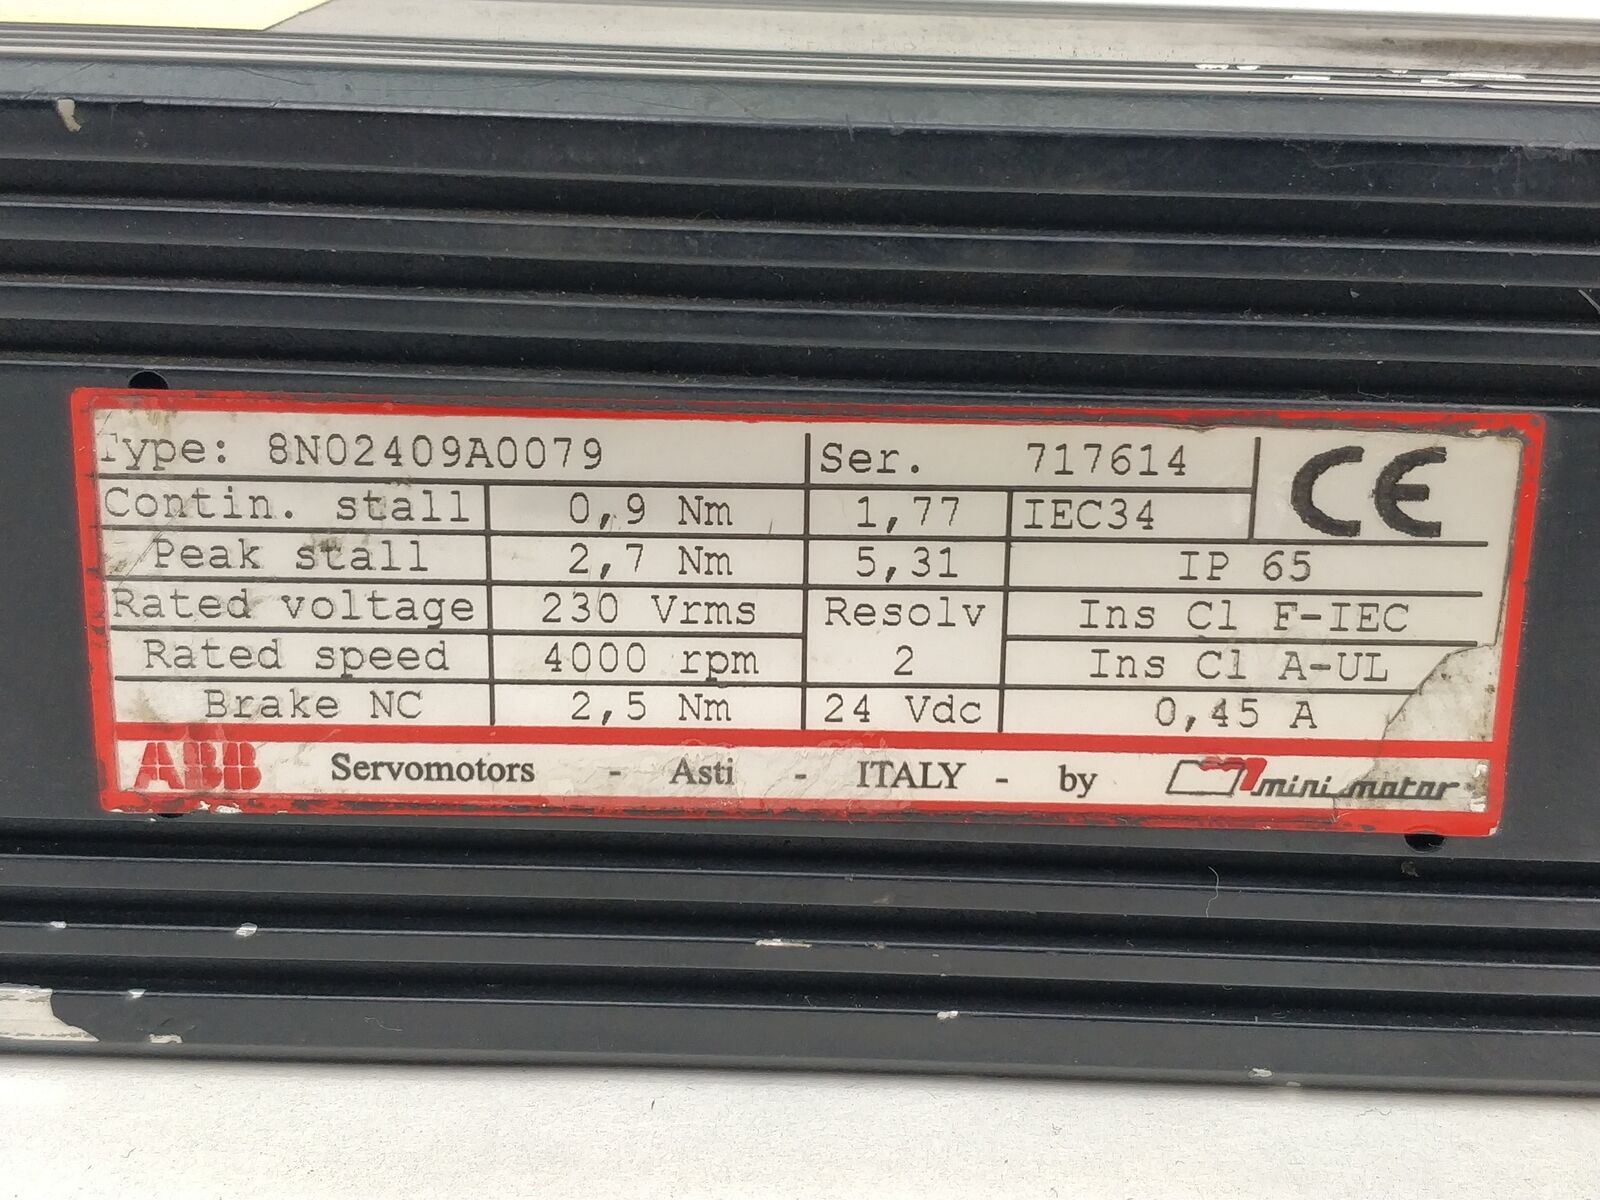 Type: 8N02409A0079 Ser. 717614 CE
Contin. stall 0,9 Nm 1,77 IEC34
Peak stall 2,7 Nm 5,31 IP 65
Rated voltage 230 Vrms Resolv Ins Cl F-IEC
Rated speed 4000 rpm 2 Ins Cl A-UL
Brake NC 2,5 Nm 24 Vdc 0,45 A
ABB Servomotors - Asti - ITALY - by mini motor